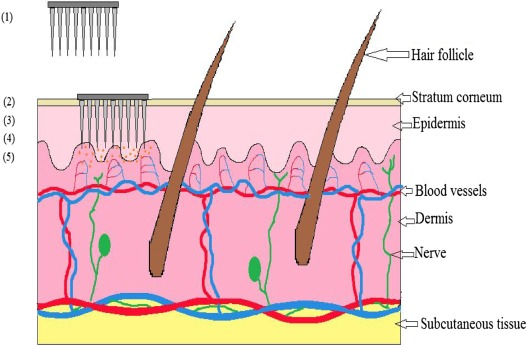 (1)
Hair follicle
(2)
Stratum corneum
(3)
Epidermis
(4)
(5)
Blood vessels
Dermis
Nerve
Subcutaneous tissue